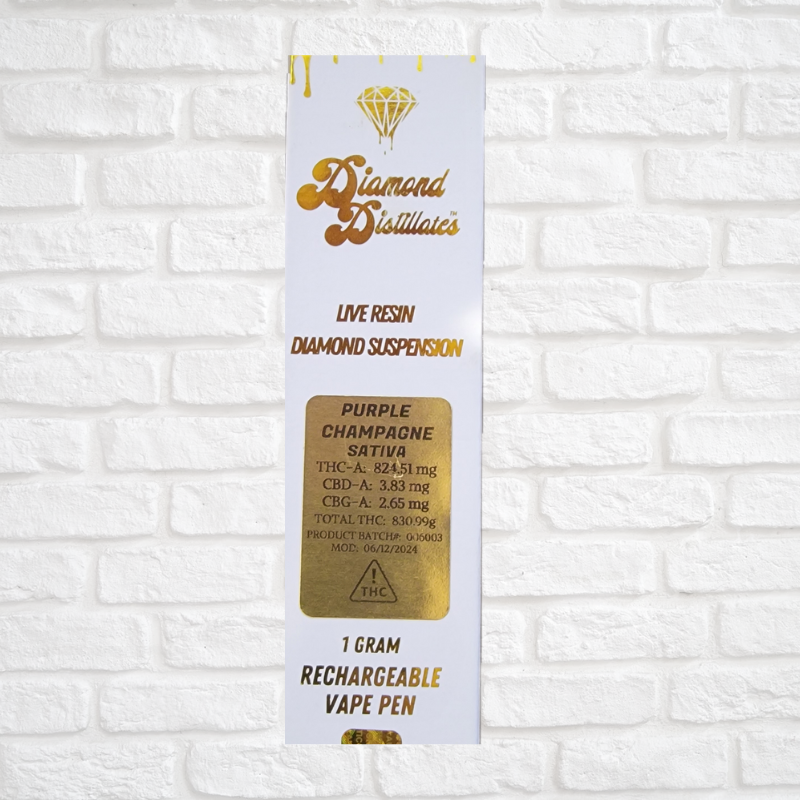 Diamond
Distillates™
LIVE RESIN
DIAMOND SUSPENSION
PURPLE
CHAMPAGNE
SATIVA
THC-A: 824.51 mg
CBD-A: 3.83 mg
CBG-A: 2.65 mg
TOTAL THC: 830.99g
PRODUCT BATCH#: 006003
MOD: 06/12/2024
!
THC
1 GRAM
RECHARGEABLE
VAPE PEN